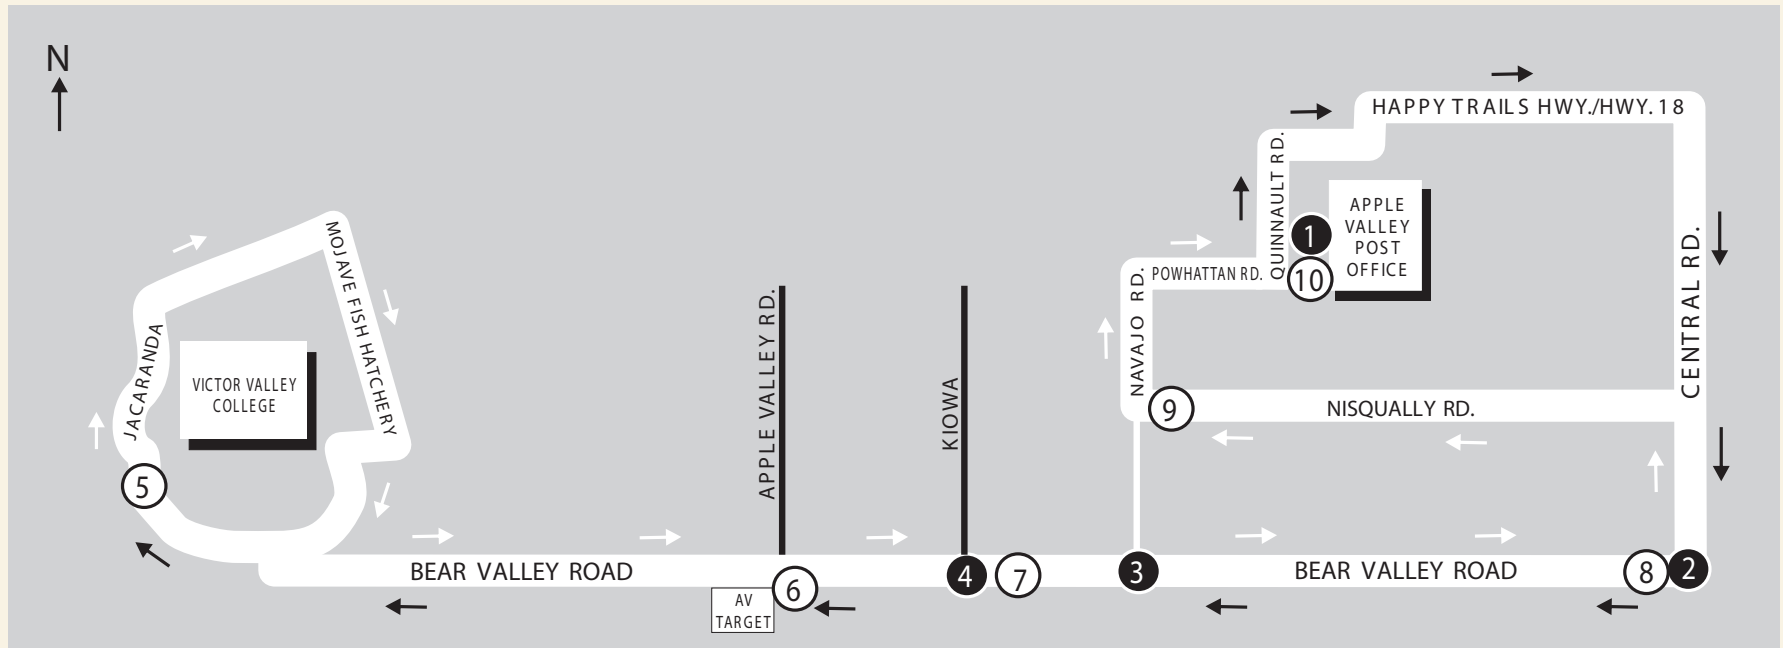 N
HAPPY TRAILS HWY./HWY. 18
QUINNAULT RD.
APPLE
VALLEY
POST
OFFICE
1
10
POWHATTAN RD.
NAVAJO RD.
CENTRAL RD.
MOJAVE FISH HATCHERY
JACARANDA
VICTOR VALLEY
COLLEGE
APPLE VALLEY RD.
KIOWA
9
NISQUALLY RD.
5
BEAR VALLEY ROAD
6
4
7
3
BEAR VALLEY ROAD
8
2
AV
TARGET